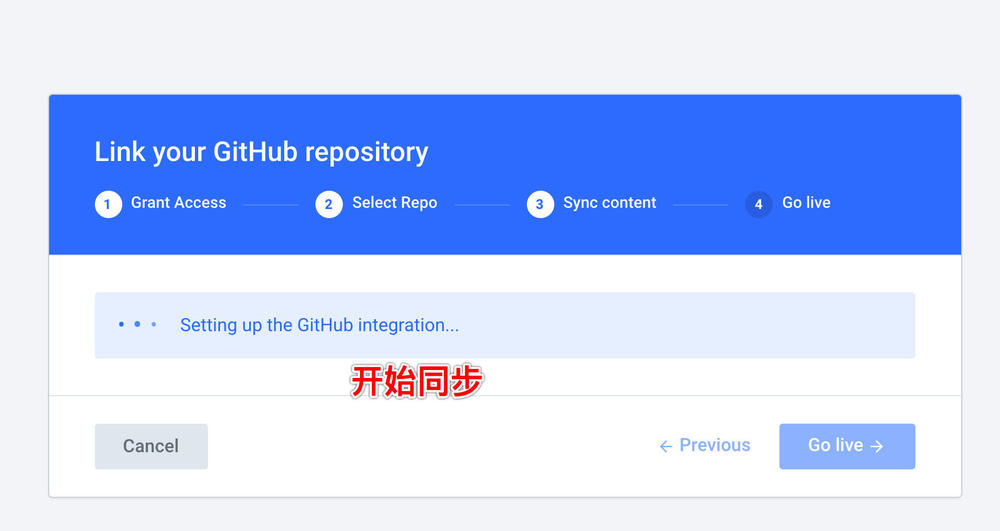 Link your GitHub repository
1 Grant Access 2 Select Repo 3 Sync content 4 Go live
Setting up the GitHub integration...
开始同步
Cancel ← Previous Go live →